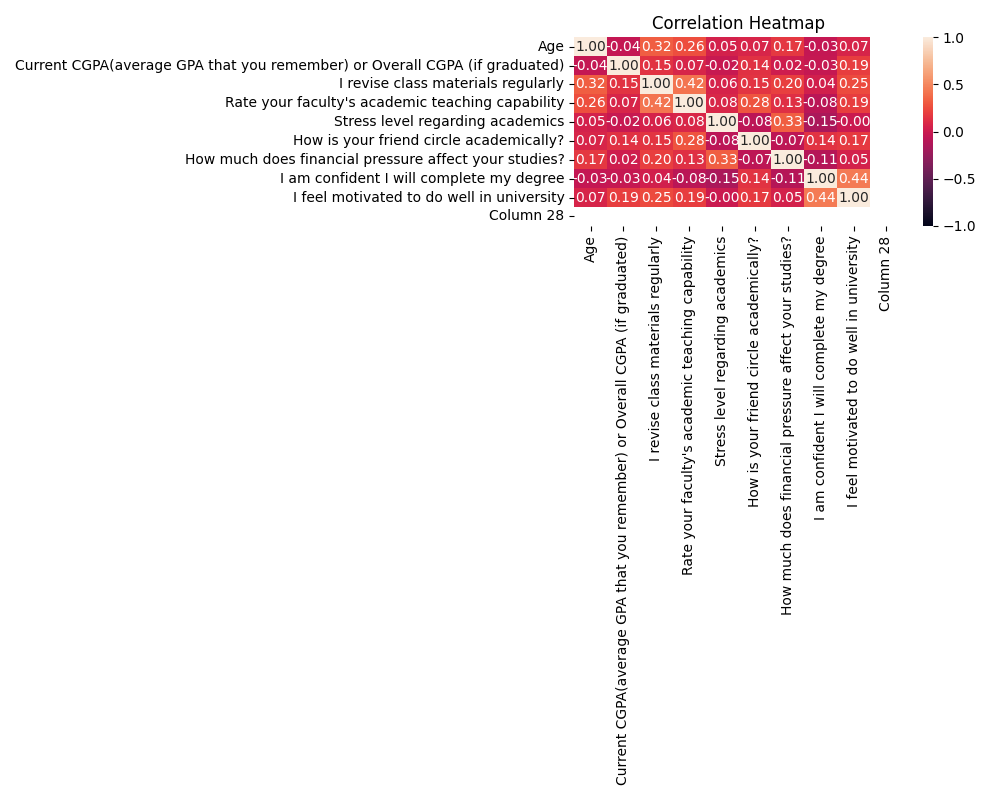 Correlation Heatmap
Age 1.00 -0.04 0.32 0.26 0.05 0.07 0.17 -0.03 0.07
Current CGPA(average GPA that you remember) or Overall CGPA (if graduated) -0.04 1.00 0.15 0.07 -0.02 0.14 0.02 -0.03 0.19
I revise class materials regularly 0.32 0.15 1.00 0.42 0.06 0.15 0.20 0.04 0.25
Rate your faculty's academic teaching capability 0.26 0.07 0.42 1.00 0.08 0.28 0.13 -0.08 0.19
Stress level regarding academics 0.05 -0.02 0.06 0.08 1.00 -0.08 0.33 -0.15 -0.00
How is your friend circle academically? 0.07 0.14 0.15 0.28 -0.08 1.00 -0.07 0.14 0.17
How much does financial pressure affect your studies? 0.17 0.02 0.20 0.13 0.33 -0.07 1.00 -0.11 0.05
I am confident I will complete my degree -0.03 -0.03 0.04 -0.08 -0.15 0.14 -0.11 1.00 0.44
I feel motivated to do well in university 0.07 0.19 0.25 0.19 -0.00 0.17 0.05 0.44 1.00
Column 28
Age
Current CGPA(average GPA that you remember) or Overall CGPA (if graduated)
I revise class materials regularly
Rate your faculty's academic teaching capability
Stress level regarding academics
How is your friend circle academically?
How much does financial pressure affect your studies?
I am confident I will complete my degree
I feel motivated to do well in university
Column 28
1.0
0.5
0.0
−0.5
−1.0